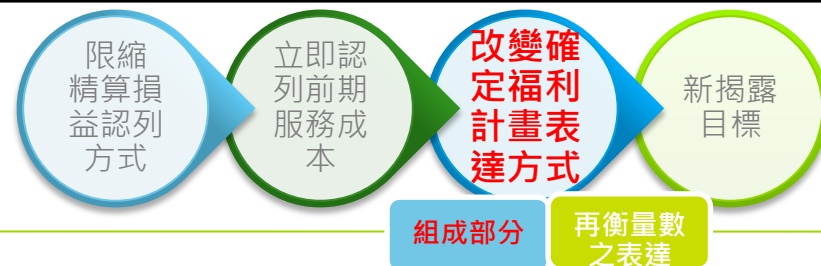 限縮
精算損
益認列
方式
立即認
列前期
服務成
本
改變確
定福利
計畫表
達方式
新揭露
目標
組成部分
再衡量數
之表達